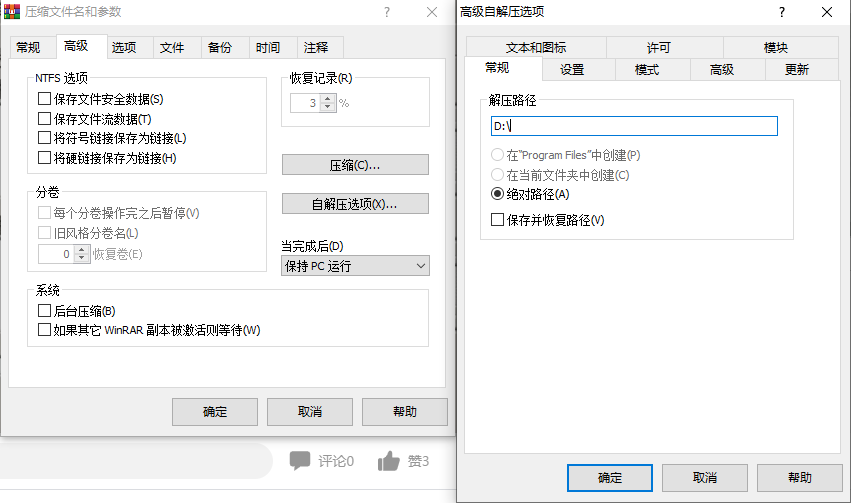 压缩文件名和参数
?
常规 高级 选项 文件 备份 时间 注释
NTFS 选项
保存文件安全数据(S)
保存文件流数据(T)
将符号链接保存为链接(L)
将硬链接保存为链接(H)
分卷
每个分卷操作完之后暂停(V)
旧风格分卷名(L)
0 恢复卷(E)
恢复记录(R)
3 %
压缩(C)...
自解压选项(X)...
当完成后(D)
保持 PC 运行
系统
后台压缩(B)
如果其它 WinRAR 副本被激活则等待(W)
确定 取消 帮助
评论0 赞3
高级自解压选项
?
文本和图标 许可 模块
常规 设置 模式 高级 更新
解压路径
D:\
在"Program Files"中创建(P)
在当前文件夹中创建(C)
绝对路径(A)
保存并恢复路径(V)
确定 取消 帮助